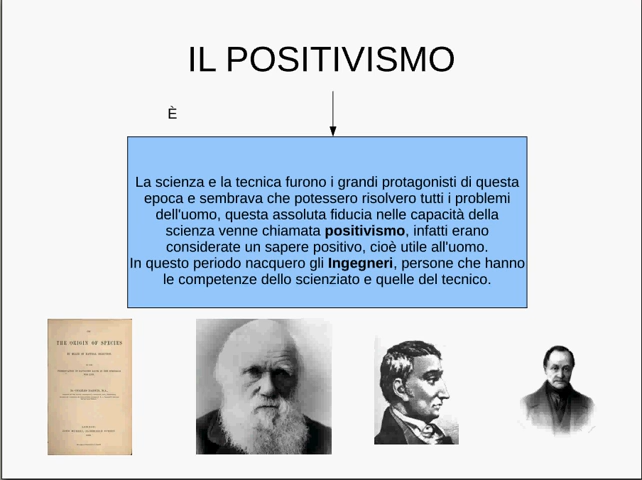 IL POSITIVISMO
È
La scienza e la tecnica furono i grandi protagonisti di questa
epoca e sembrava che potessero risolvero tutti i problemi
dell'uomo, questa assoluta fiducia nelle capacità della
scienza venne chiamata positivismo, infatti erano
considerate un sapere positivo, cioè utile all'uomo.
In questo periodo nacquero gli Ingegneri, persone che hanno
le competenze dello scienziato e quelle del tecnico.
THE ORIGIN OF SPECIES